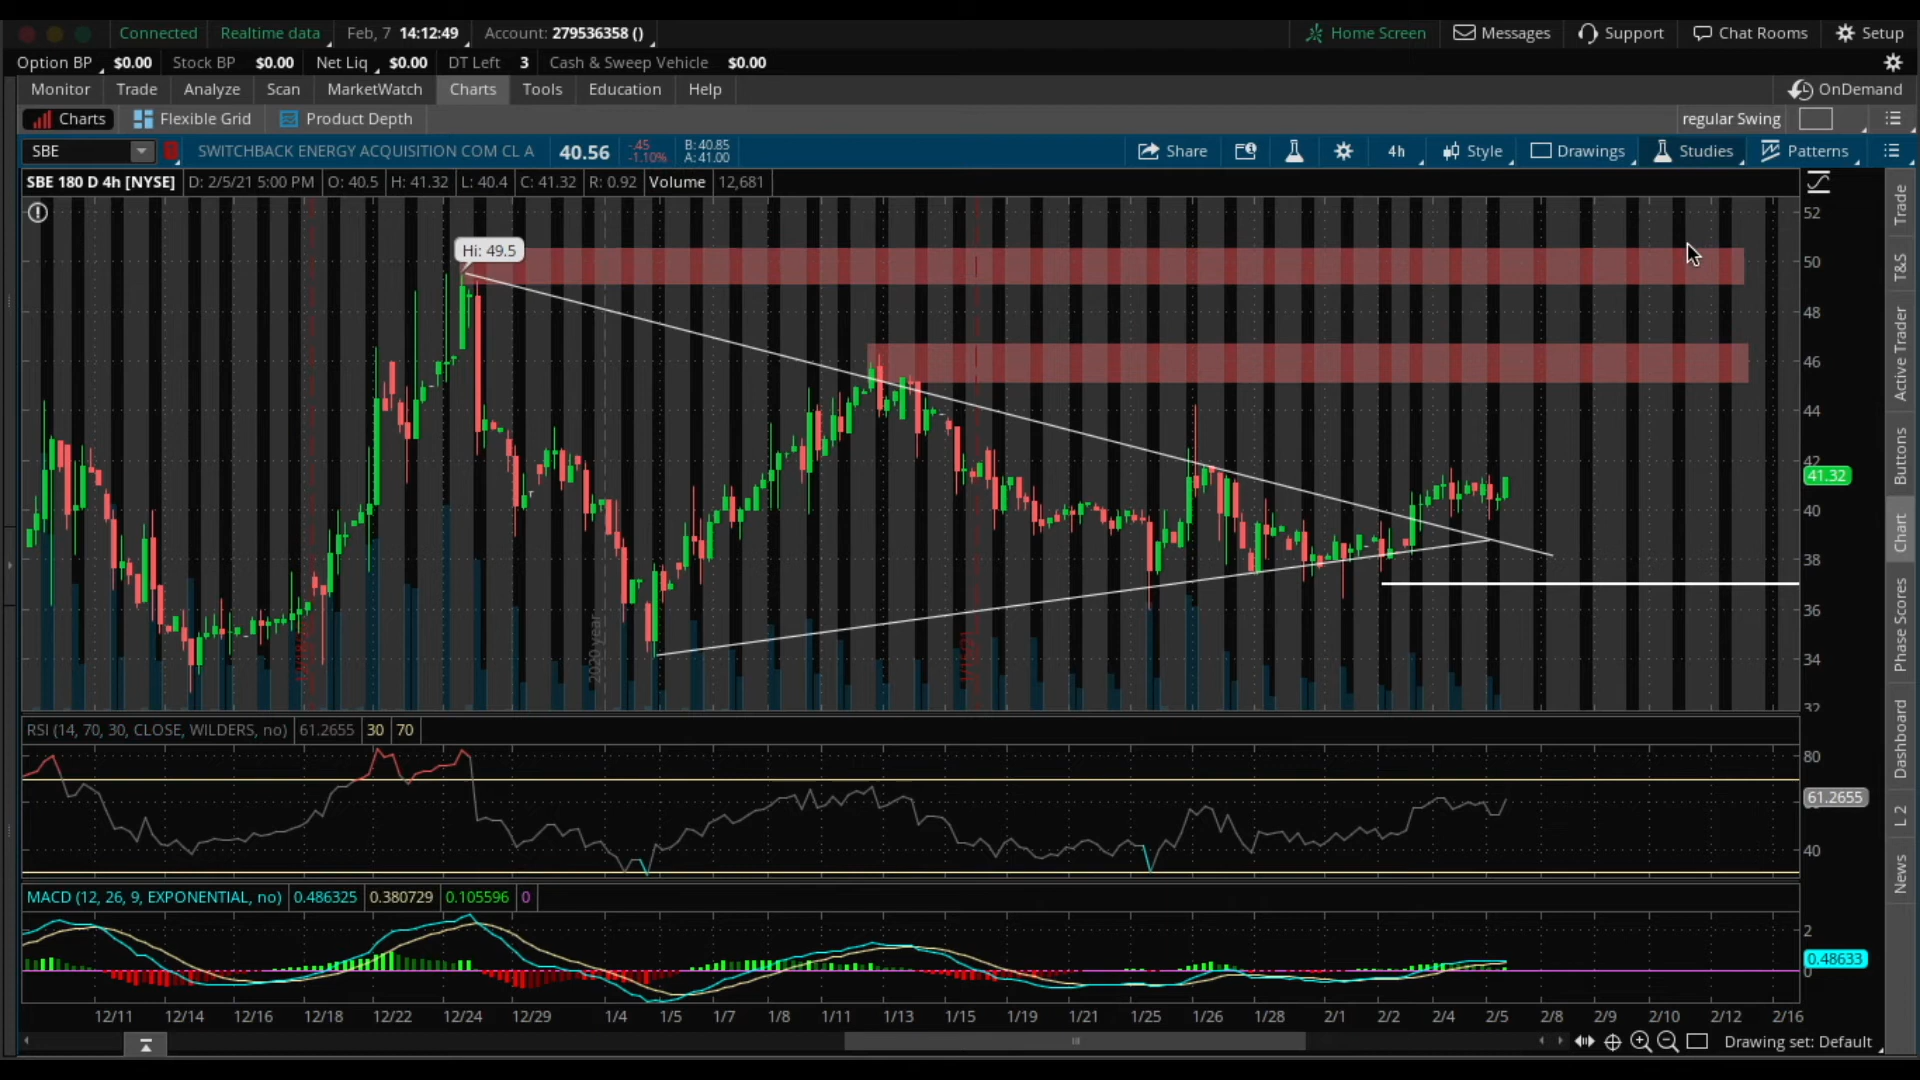 Connected Realtime data Feb, 7 14:12:49 Account: 279536358 () Home Screen Messages Support Chat Rooms Setup
Option BP $0.00 Stock BP $0.00 Net Liq $0.00 DT Left 3 Cash & Sweep Vehicle $0.00
Monitor Trade Analyze Scan MarketWatch Charts Tools Education Help OnDemand
Charts Flexible Grid Product Depth regular Swing
SBE SWITCHBACK ENERGY ACQUISITION COM CL A 40.56 -.45 -1.10% B: 40.85 A: 41.00 Share 4h Style Drawings Studies Patterns
SBE 180 D 4h [NYSE] D: 2/5/21 5:00 PM O: 40.5 H: 41.32 L: 40.4 C: 41.32 R: 0.92 Volume 12,681
Hi: 49.5
52
50
48
46
44
42
41.32
40
38
36
34
32
2020 year
RSI (14, 70, 30, CLOSE, WILDERS, no) 61.2655 30 70
80
61.2655
40
MACD (12, 26, 9, EXPONENTIAL, no) 0.486325 0.380729 0.105596 0
2
0.48633
0
12/11 12/14 12/16 12/18 12/22 12/24 12/29 1/4 1/5 1/7 1/8 1/11 1/13 1/15 1/19 1/21 1/25 1/26 1/28 2/1 2/2 2/4 2/5 2/8 2/9 2/10 2/12 2/16
Drawing set: Default
Trade
T&S
Active Trader
Buttons
Chart
Phase Scores
Dashboard
L 2
News